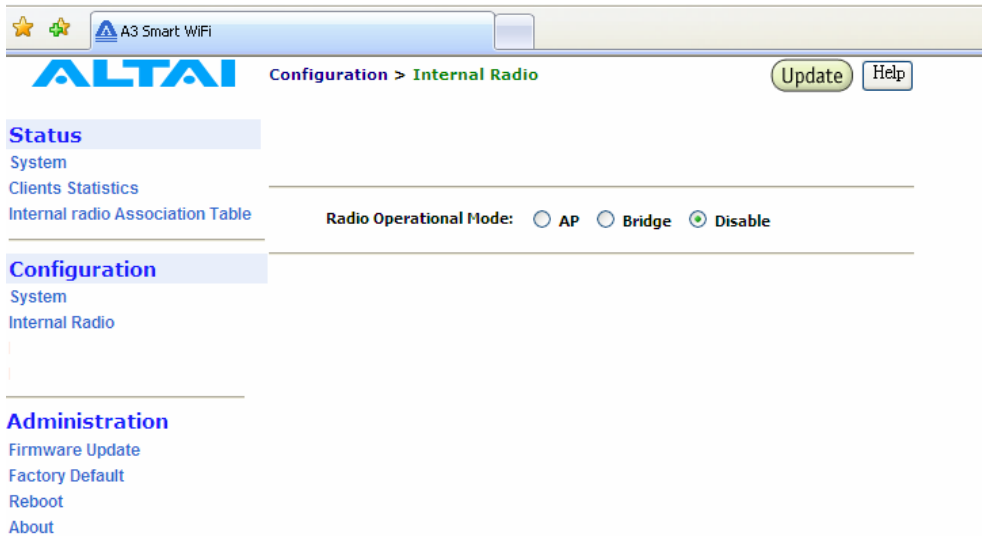 A3 Smart WiFi
ALTAI
Configuration > Internal Radio
Update
Help
Status
System
Clients Statistics
Internal radio Association Table
Radio Operational Mode: AP Bridge Disable
Configuration
System
Internal Radio
Administration
Firmware Update
Factory Default
Reboot
About